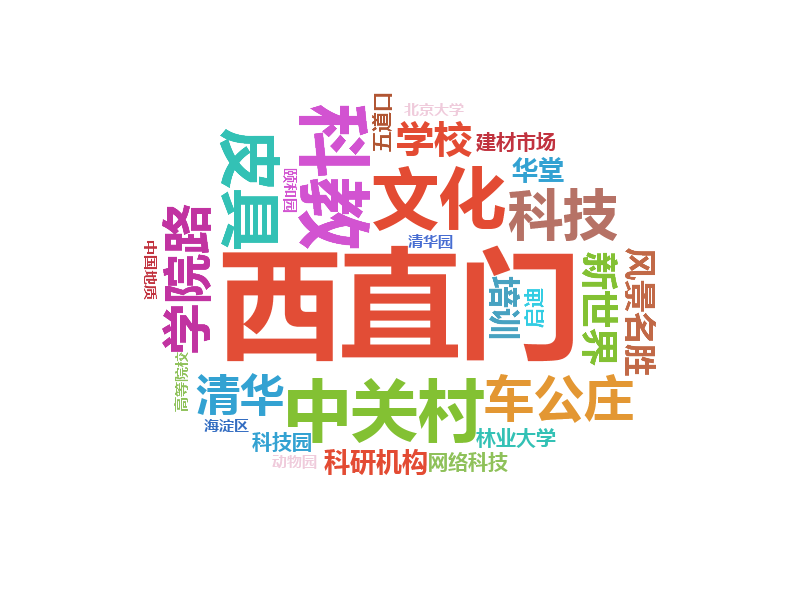 北京大学
五道口
学校
建材市场
科教
皮具
华堂
文化
颐和园
科技
学院路
清华园
中国地质
西直门
培训
启迪
新世界
风景名胜
高等院校
清华
中关村
车公庄
海淀区
科技园
林业大学
动物园
科研机构
网络科技